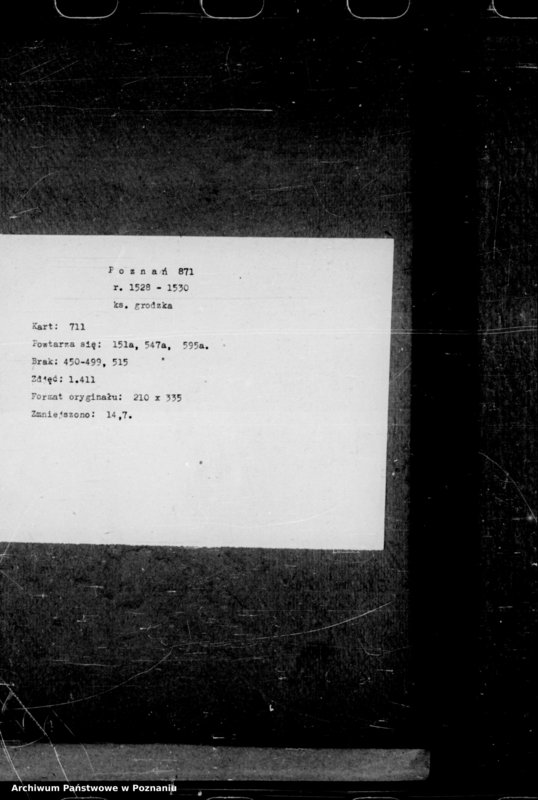 P o z n a ń 871
r. 1528 - 1530
ks. grodzka
Kart: 711
Powtarza się: 151a, 547a, 595a.
Brak: 450-499, 515
Zdjęć: 1.411
Format oryginału: 210 x 335
Zmniejszono: 14,7.
Archiwum Państwowe w Poznaniu